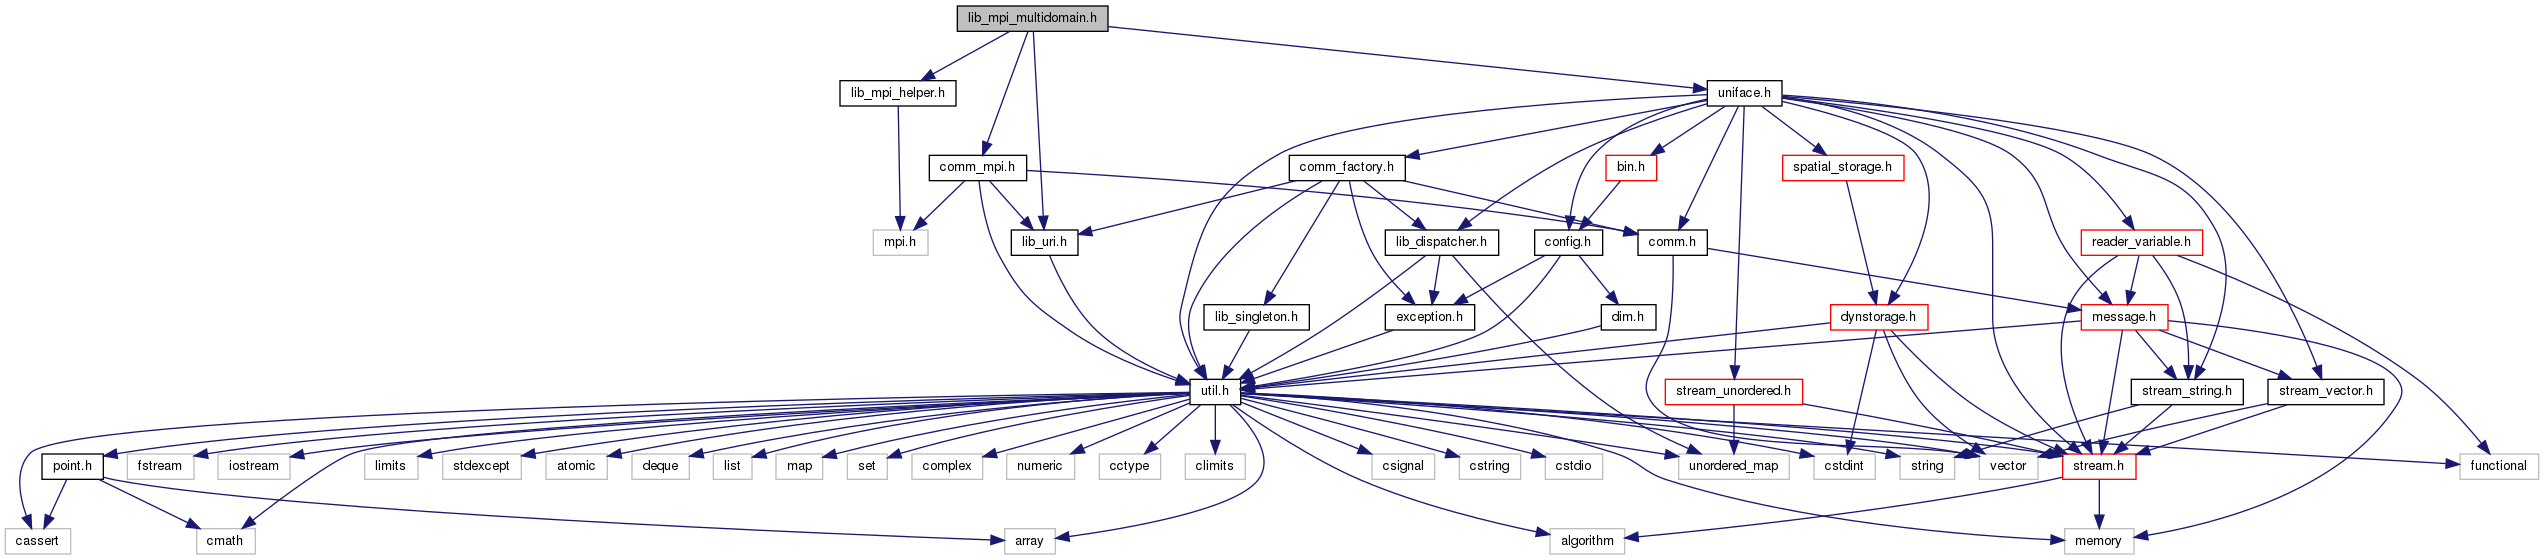 lib_mpi_multidomain.h
lib_mpi_helper.h
uniface.h
comm_mpi.h
comm_factory.h
bin.h
spatial_storage.h
mpi.h
lib_uri.h
lib_dispatcher.h
config.h
comm.h
reader_variable.h
lib_singleton.h
exception.h
dim.h
dynstorage.h
message.h
util.h
stream_unordered.h
stream_string.h
stream_vector.h
point.h
fstream
iostream
limits
stdexcept
atomic
deque
list
map
set
complex
numeric
cctype
climits
csignal
cstring
cstdio
unordered_map
cstdint
string
vector
stream.h
functional
cassert
cmath
array
algorithm
memory